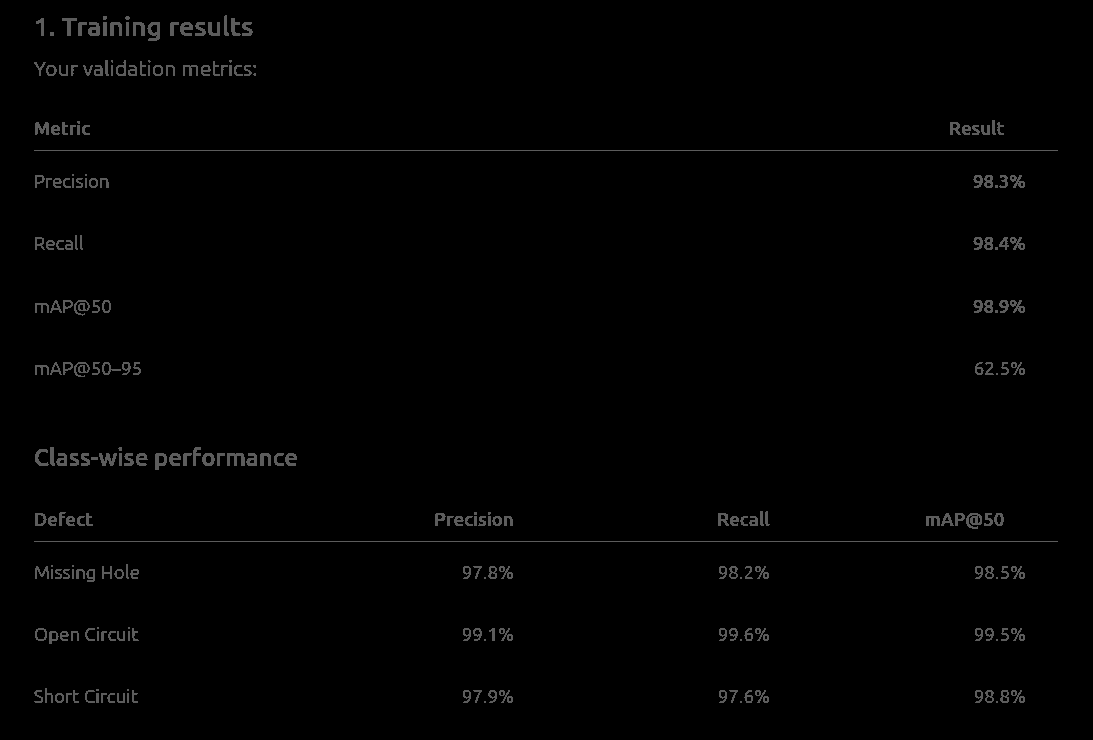 1. Training results
Your validation metrics:
Metric Result
Precision 98.3%
Recall 98.4%
mAP@50 98.9%
mAP@50–95 62.5%
Class-wise performance
Defect Precision Recall mAP@50
Missing Hole 97.8% 98.2% 98.5%
Open Circuit 99.1% 99.6% 99.5%
Short Circuit 97.9% 97.6% 98.8%